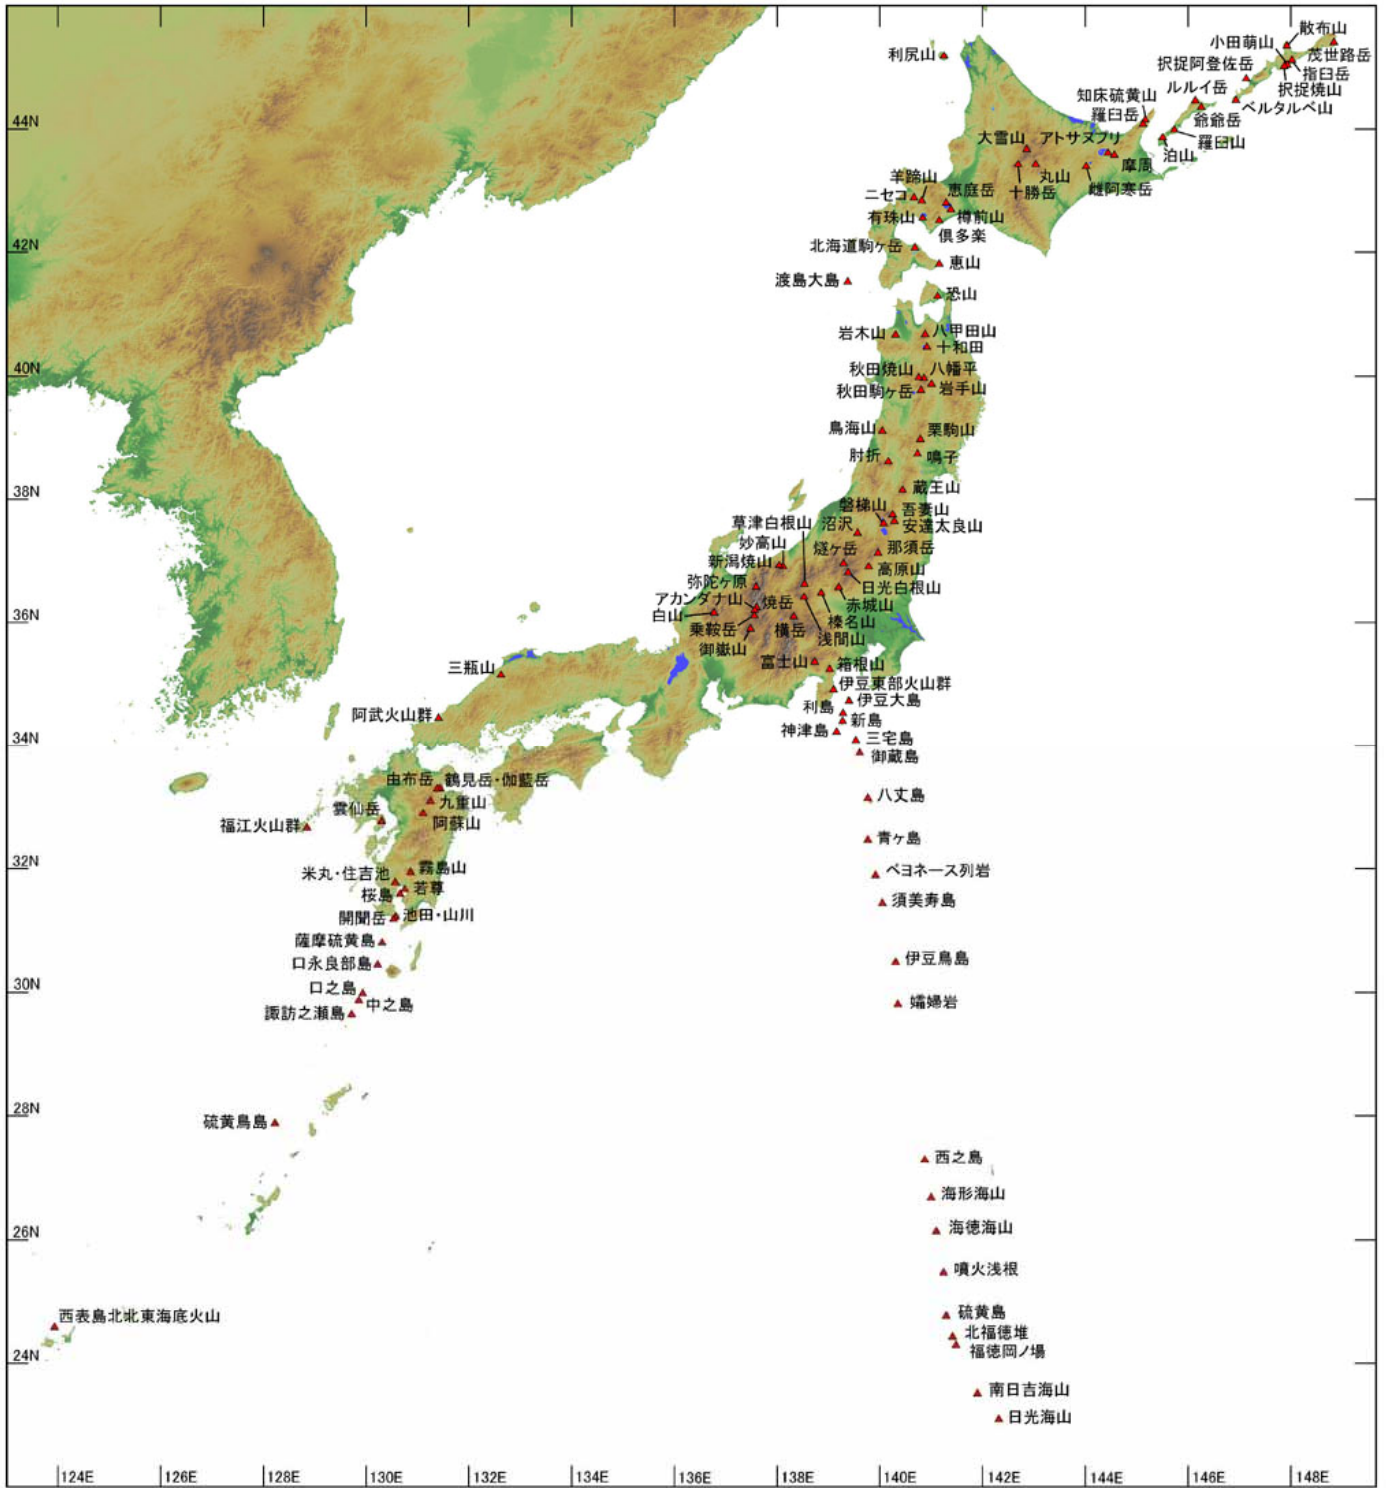 散布山
小田萌山
利尻山
茂世路岳
択捉阿登佐岳
指臼岳
ルルイ岳
択捉焼山
知床硫黄山
ベルタルベ山
羅臼岳
爺爺岳
44N
大雪山
アトサヌプリ
羅臼山
泊山
摩周
羊蹄山
丸山
恵庭岳
十勝岳
雌阿寒岳
ニセコ
有珠山
樽前山
倶多楽
42N
北海道駒ヶ岳
恵山
渡島大島
恐山
岩木山
八甲田山
十和田
40N
秋田焼山
八幡平
秋田駒ヶ岳
岩手山
鳥海山
栗駒山
肘折
鳴子
38N
蔵王山
磐梯山
吾妻山
草津白根山
沼沢
安達太良山
妙高山
燧ヶ岳
那須岳
新潟焼山
高原山
弥陀ヶ原
日光白根山
アカンダナ山
焼岳
赤城山
36N
白山
榛名山
乗鞍岳
横岳
浅間山
御嶽山
富士山
箱根山
三瓶山
伊豆東部火山群
伊豆大島
利島
阿武火山群
新島
神津島
三宅島
34N
御蔵島
由布岳
鶴見岳・伽藍岳
八丈島
九重山
雲仙岳
福江火山群
阿蘇山
青ヶ島
32N
霧島山
米丸・住吉池
ベヨネース列岩
若尊
桜島
須美寿島
開聞岳
池田・山川
薩摩硫黄島
伊豆鳥島
口永良部島
口之島
30N
中之島
孀婦岩
諏訪之瀬島
28N
硫黄鳥島
西之島
海形海山
26N
海徳海山
噴火浅根
西表島北北東海底火山
硫黄島
北福徳堆
福徳岡ノ場
24N
南日吉海山
日光海山
124E 126E 128E 130E 132E 134E 136E 138E 140E 142E 144E 146E 148E